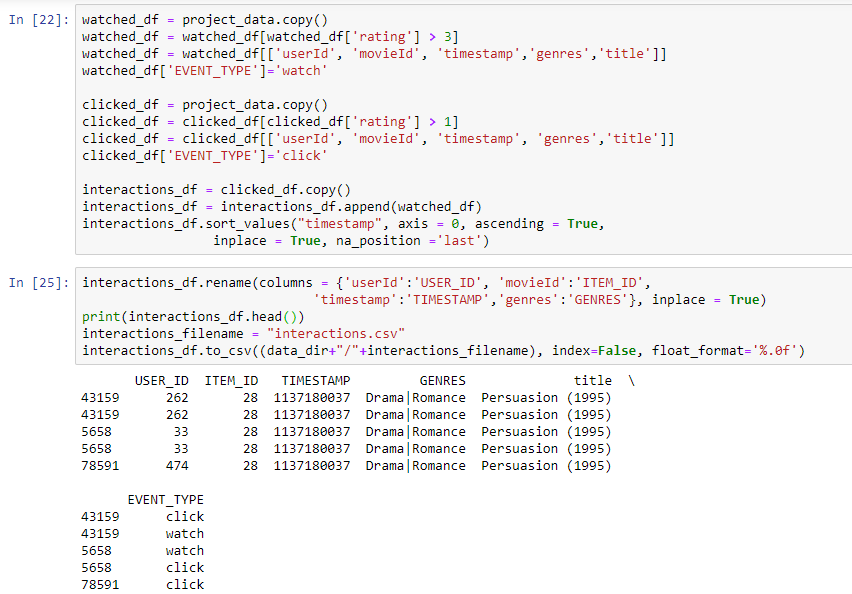 In [22]: watched_df = project_data.copy()
watched_df = watched_df[watched_df['rating'] > 3]
watched_df = watched_df[['userId', 'movieId', 'timestamp','genres','title']]
watched_df['EVENT_TYPE']='watch'

clicked_df = project_data.copy()
clicked_df = clicked_df[clicked_df['rating'] > 1]
clicked_df = clicked_df[['userId', 'movieId', 'timestamp', 'genres','title']]
clicked_df['EVENT_TYPE']='click'

interactions_df = clicked_df.copy()
interactions_df = interactions_df.append(watched_df)
interactions_df.sort_values("timestamp", axis = 0, ascending = True,
                 inplace = True, na_position ='last')

In [25]: interactions_df.rename(columns = {'userId':'USER_ID', 'movieId':'ITEM_ID',
                              'timestamp':'TIMESTAMP','genres':'GENRES'}, inplace = True)
print(interactions_df.head())
interactions_filename = "interactions.csv"
interactions_df.to_csv((data_dir+"/"+interactions_filename), index=False, float_format='%.0f')

       USER_ID  ITEM_ID   TIMESTAMP         GENRES              title  \
43159      262       28  1137180037  Drama|Romance  Persuasion (1995)
43159      262       28  1137180037  Drama|Romance  Persuasion (1995)
5658        33       28  1137180037  Drama|Romance  Persuasion (1995)
5658        33       28  1137180037  Drama|Romance  Persuasion (1995)
78591      474       28  1137180037  Drama|Romance  Persuasion (1995)

      EVENT_TYPE
43159      click
43159      watch
5658       watch
5658       click
78591      click